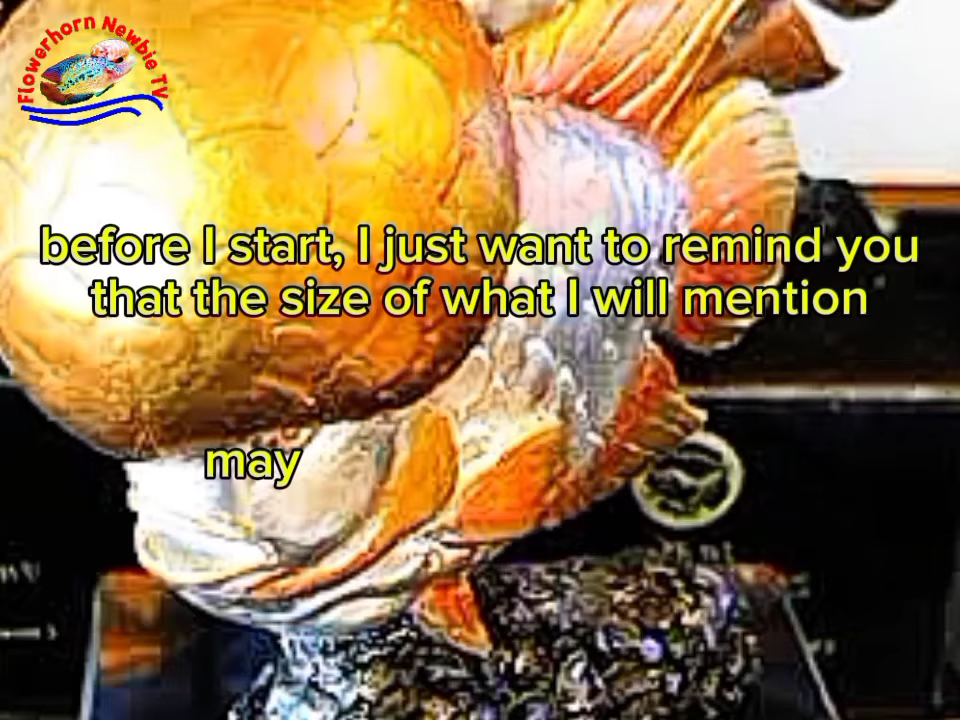 Flowerhorn Newbie TV
before I start, I just want to remind you
that the size of what I will mention
may